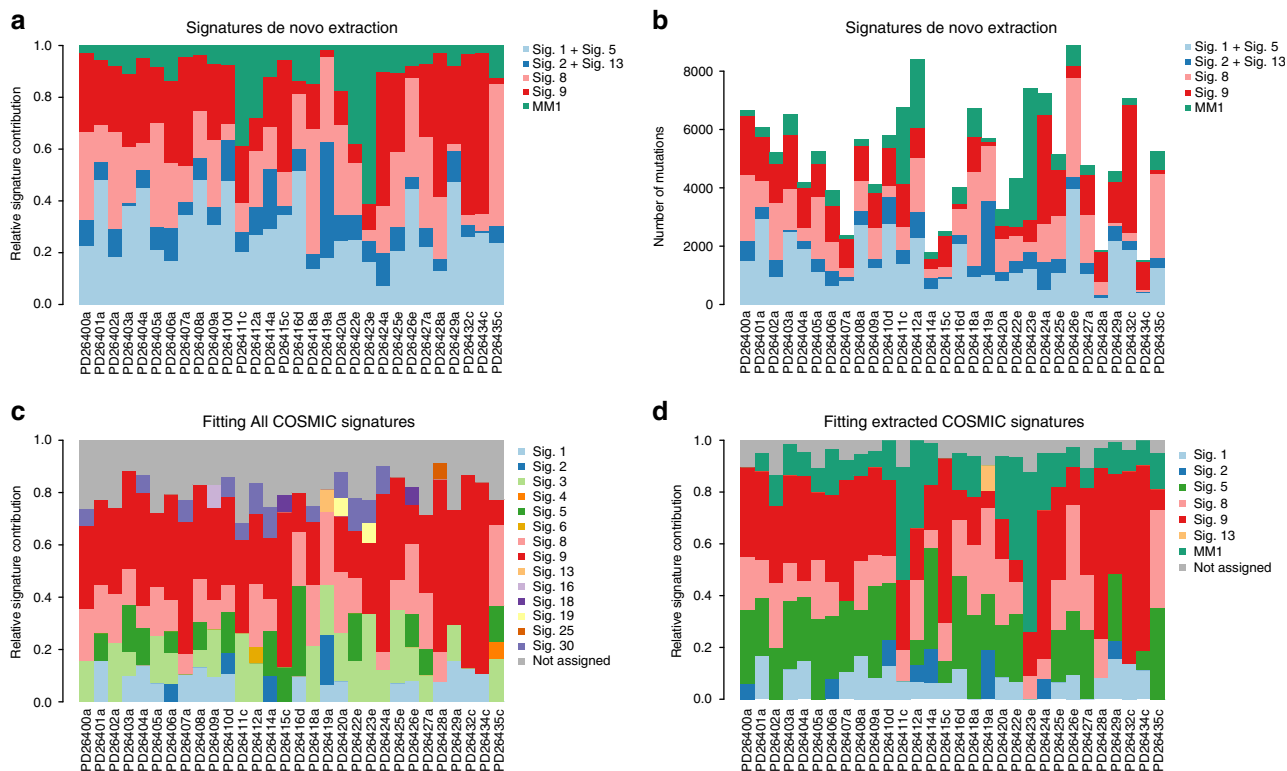 a
Signatures de novo extraction
Relative signature contribution
1.0
0.8
0.6
0.4
0.2
0.0
Sig. 1 + Sig. 5
Sig. 2 + Sig. 13
Sig. 8
Sig. 9
MM1
PD26400a
PD26401a
PD26402a
PD26403a
PD26404a
PD26405a
PD26406a
PD26407a
PD26408a
PD26409a
PD26410d
PD26411c
PD26412a
PD26414a
PD26415c
PD26416d
PD26418a
PD26419a
PD26420a
PD26422e
PD26423e
PD26424a
PD26425e
PD26426e
PD26427a
PD26428a
PD26429a
PD26432c
PD26434c
PD26435c
b
Signatures de novo extraction
Number of mutations
8000
6000
4000
2000
0
Sig. 1 + Sig. 5
Sig. 2 + Sig. 13
Sig. 8
Sig. 9
MM1
PD26400a
PD26401a
PD26402a
PD26403a
PD26404a
PD26405a
PD26406a
PD26407a
PD26408a
PD26409a
PD26410d
PD26411c
PD26412a
PD26414a
PD26415c
PD26416d
PD26418a
PD26419a
PD26420a
PD26422e
PD26423e
PD26424a
PD26425e
PD26426e
PD26427a
PD26428a
PD26429a
PD26432c
PD26434c
PD26435c
c
Fitting All COSMIC signatures
Relative signature contribution
1.0
0.8
0.6
0.4
0.2
0.0
Sig. 1
Sig. 2
Sig. 3
Sig. 4
Sig. 5
Sig. 6
Sig. 8
Sig. 9
Sig. 13
Sig. 16
Sig. 18
Sig. 19
Sig. 25
Sig. 30
Not assigned
PD26400a
PD26401a
PD26402a
PD26403a
PD26404a
PD26405a
PD26406a
PD26407a
PD26408a
PD26409a
PD26410d
PD26411c
PD26412a
PD26414a
PD26415c
PD26416d
PD26418a
PD26419a
PD26420a
PD26422e
PD26423e
PD26424a
PD26425e
PD26426e
PD26427a
PD26428a
PD26429a
PD26432c
PD26434c
PD26435c
d
Fitting extracted COSMIC signatures
Relative signature contribution
1.0
0.8
0.6
0.4
0.2
0.0
Sig. 1
Sig. 2
Sig. 5
Sig. 8
Sig. 9
Sig. 13
MM1
Not assigned
PD26400a
PD26401a
PD26402a
PD26403a
PD26404a
PD26405a
PD26406a
PD26407a
PD26408a
PD26409a
PD26410d
PD26411c
PD26412a
PD26414a
PD26415c
PD26416d
PD26418a
PD26419a
PD26420a
PD26422e
PD26423e
PD26424a
PD26425e
PD26426e
PD26427a
PD26428a
PD26429a
PD26432c
PD26434c
PD26435c